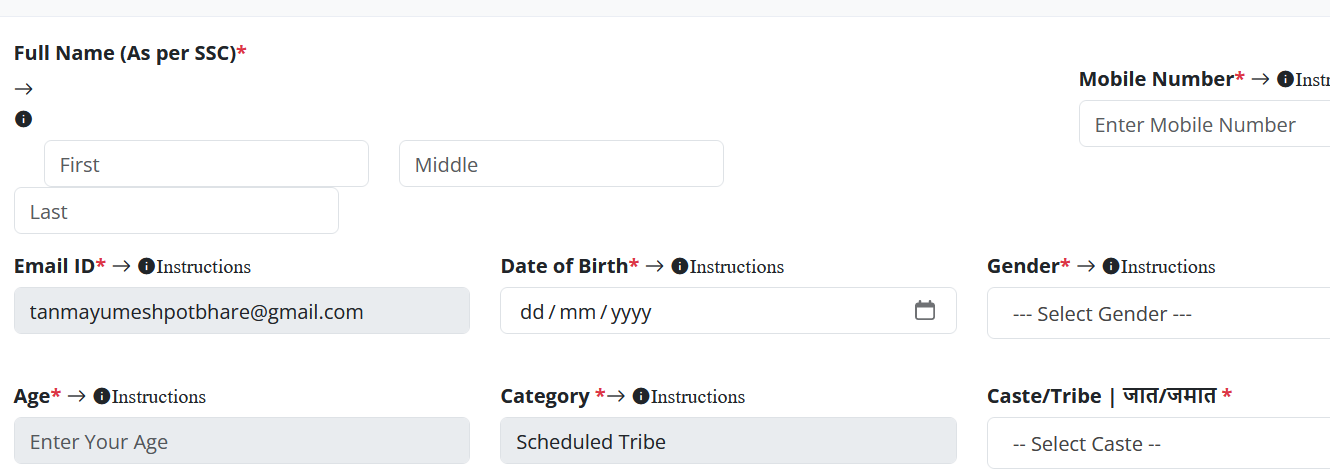 Full Name (As per SSC)*
→
Mobile Number* → Instr
Enter Mobile Number
First Middle
Last
Email ID* → Instructions Date of Birth* → Instructions Gender* → Instructions
tanmayumeshpotbhare@gmail.com dd/mm/yyyy --- Select Gender ---
Age* → Instructions Category *→ Instructions Caste/Tribe | जात/जमात *
Enter Your Age Scheduled Tribe -- Select Caste --